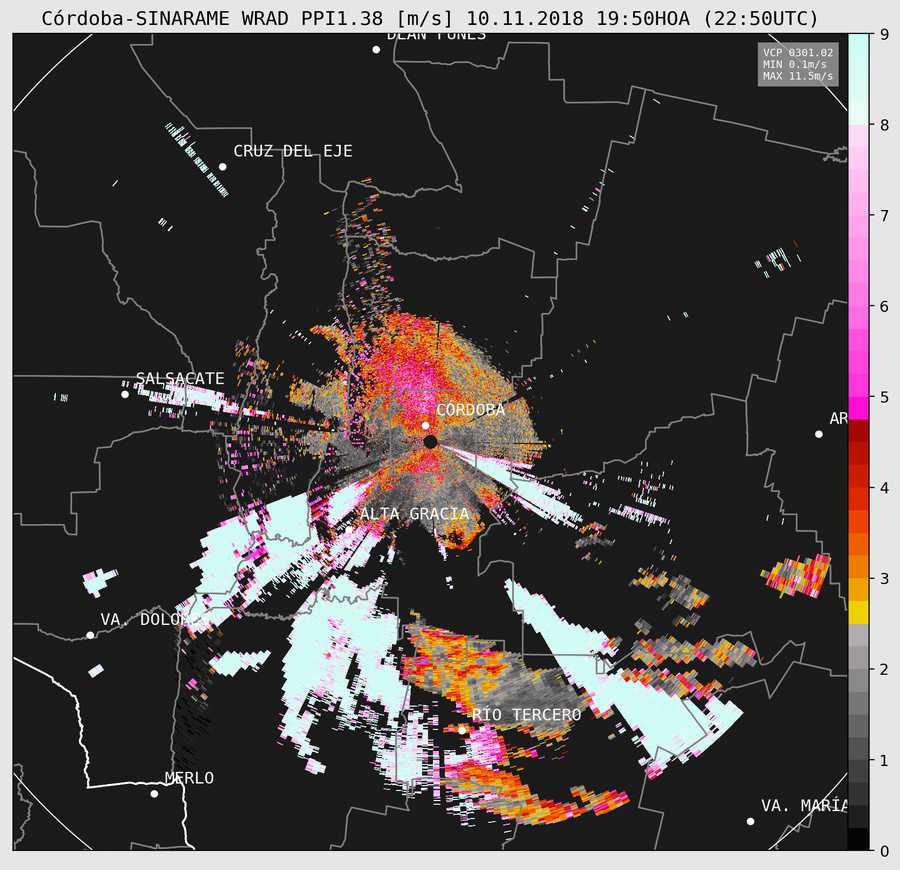 Córdoba-SINARAME WRAD PPI1.38 [m/s] 10.11.2018 19:50HOA (22:50UTC)
DEAN FUNES
VCP 0301.02
MIN 0.1m/s
MAX 11.5m/s
CRUZ DEL EJE
SALSACATE
CÓRDOBA
AR
ALTA GRACIA
VA. DOLORES
RÍO TERCERO
MERLO
VA. MARÍA
9
8
7
6
5
4
3
2
1
0